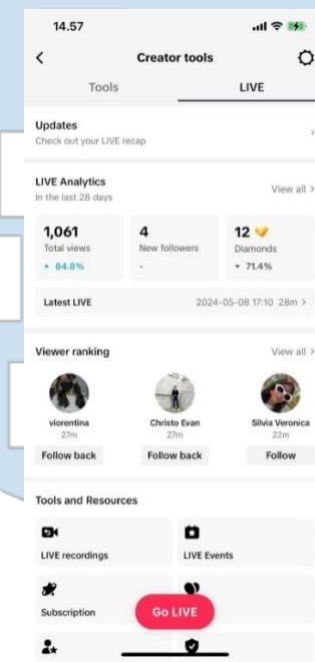 14.57
Creator tools
Tools LIVE
Updates
Check out your LIVE recap
LIVE Analytics
View all
In the last 28 days
1,061 4 12
Total views New followers Diamonds
84.8% - 71.4%
Latest LIVE 2024-05-08 17:10 28m
Viewer ranking View all
viorentina Christo Evan Silvia Veronica
27m 27m 22m
Follow back Follow back Follow
Tools and Resources
LIVE recordings LIVE Events
Subscription
Go LIVE